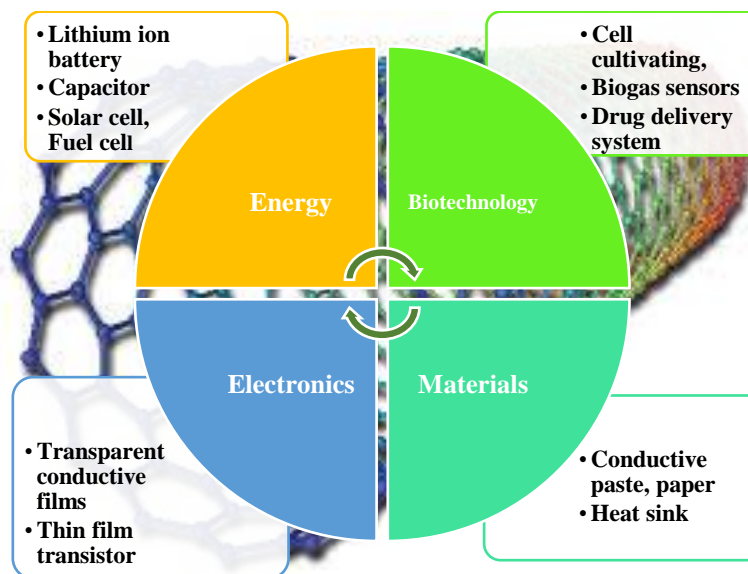 • Lithium ion
battery
• Capacitor
• Solar cell,
Fuel cell
• Cell
cultivating,
• Biogas sensors
• Drug delivery
system
Energy
Biotechnology
Electronics
Materials
• Transparent
conductive
films
• Thin film
transistor
• Conductive
paste, paper
• Heat sink